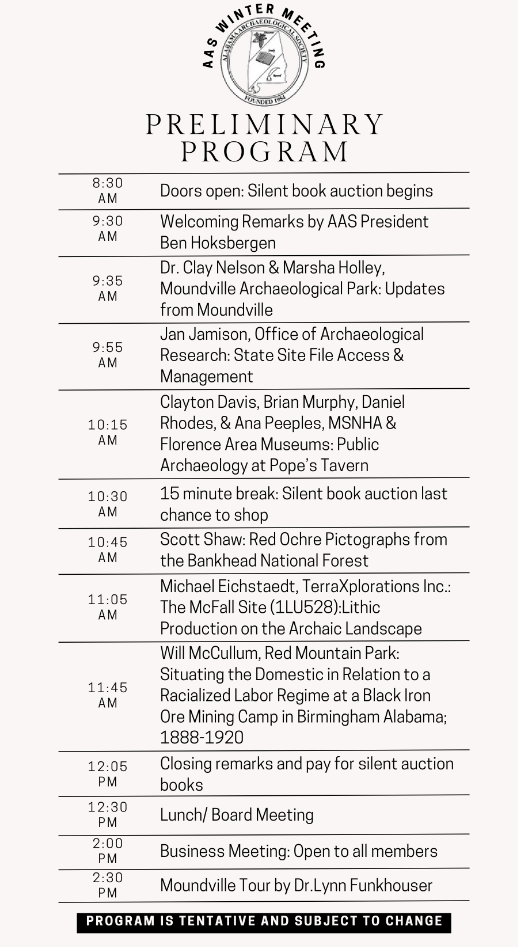 AAS WINTER MEETING
ALABAMA ARCHAEOLOGICAL SOCIETY
FOUNDED 1954
PRELIMINARY
PROGRAM
8:30
AM
Doors open: Silent book auction begins
9:30
AM
Welcoming Remarks by AAS President
Ben Hoksbergen
9:35
AM
Dr. Clay Nelson & Marsha Holley,
Moundville Archaeological Park: Updates
from Moundville
9:55
AM
Jan Jamison, Office of Archaeological
Research: State Site File Access &
Management
10:15
AM
Clayton Davis, Brian Murphy, Daniel
Rhodes, & Ana Peeples, MSNHA &
Florence Area Museums: Public
Archaeology at Pope's Tavern
10:30
AM
15 minute break: Silent book auction last
chance to shop
10:45
AM
Scott Shaw: Red Ochre Pictographs from
the Bankhead National Forest
11:05
AM
Michael Eichstaedt, TerraXplorations Inc.:
The McFall Site (1LU528):Lithic
Production on the Archaic Landscape
11:45
AM
Will McCullum, Red Mountain Park:
Situating the Domestic in Relation to a
Racialized Labor Regime at a Black Iron
Ore Mining Camp in Birmingham Alabama;
1888-1920
12:05
PM
Closing remarks and pay for silent auction
books
12:30
PM
Lunch/ Board Meeting
2:00
PM
Business Meeting: Open to all members
2:30
PM
Moundville Tour by Dr.Lynn Funkhouser
PROGRAM IS TENTATIVE AND SUBJECT TO CHANGE